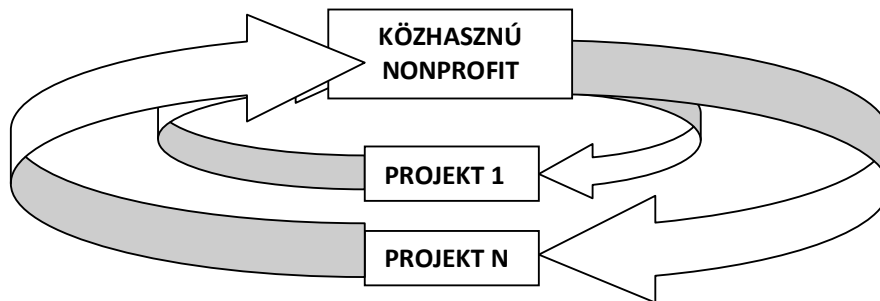 KÖZHASZNÚ
NONPROFIT
PROJEKT 1
PROJEKT N